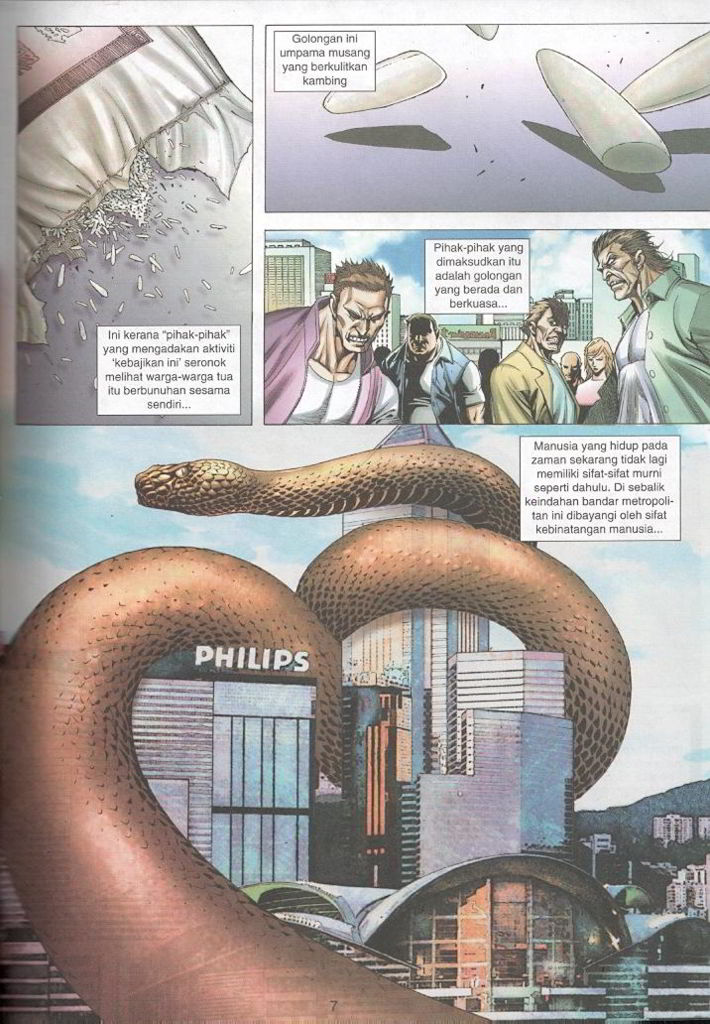 Ini kerana "pihak-pihak"
yang mengadakan aktiviti
'kebajikan ini' seronok
melihat warga-warga tua
itu berbunuhan sesama
sendiri...
Golongan ini
umpama musang
yang berkulitkan
kambing
Pihak-pihak yang
dimaksudkan itu
adalah golongan
yang berada dan
berkuasa...
Manusia yang hidup pada
zaman sekarang tidak lagi
memiliki sifat-sifat murni
seperti dahulu. Di sebalik
keindahan bandar metropoli-
tan ini dibayangi oleh sifat
kebinatangan manusia...
PHILIPS
7